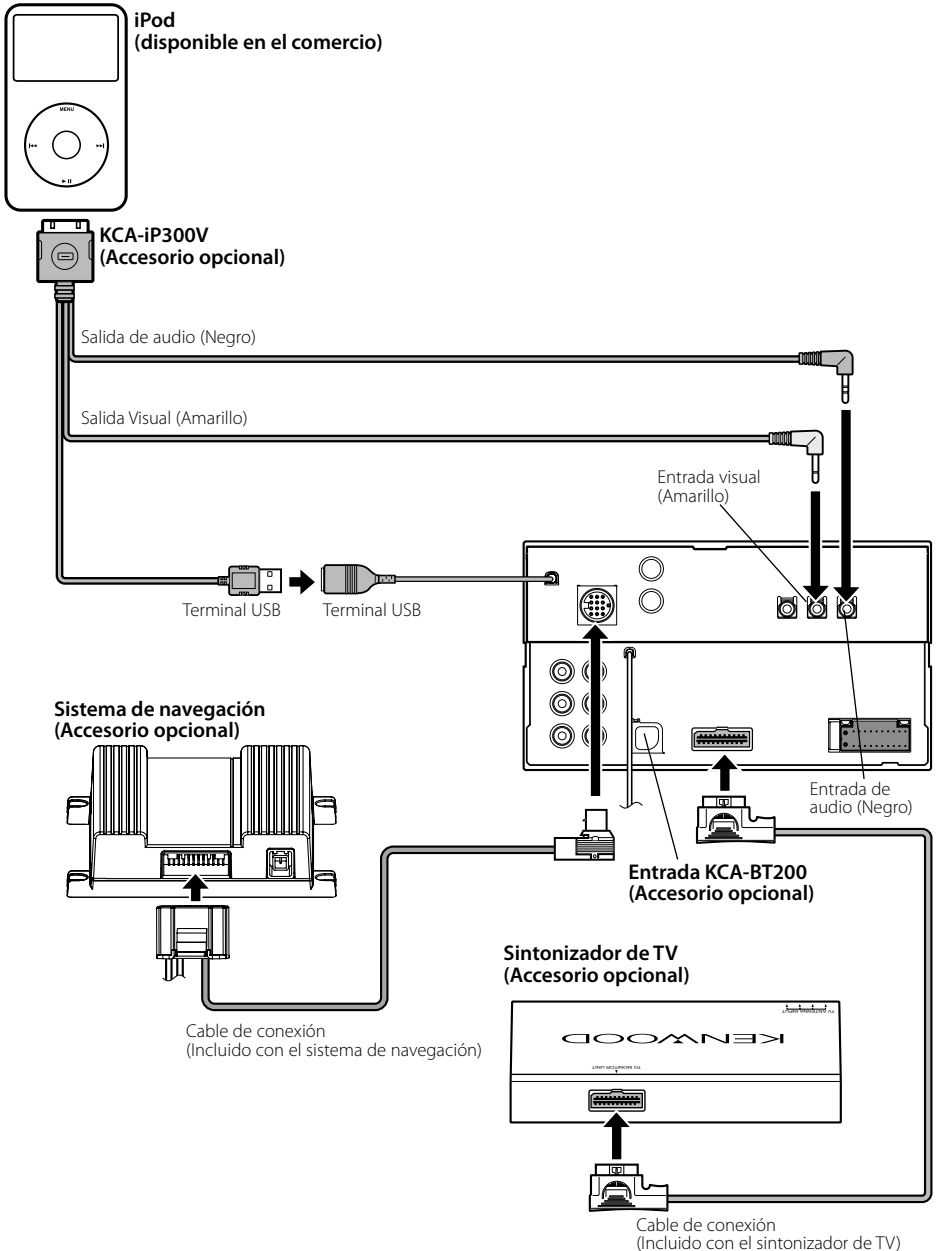 iPod
(disponible en el comercio)
MENU
KCA-iP300V
(Accesorio opcional)
Salida de audio (Negro)
Salida Visual (Amarillo)
Entrada visual
(Amarillo)
Terminal USB
Terminal USB
Sistema de navegación
(Accesorio opcional)
Entrada de
audio (Negro)
Entrada KCA-BT200
(Accesorio opcional)
Sintonizador de TV
(Accesorio opcional)
TV ANTENNA INPUT
KENWOOD
TO MONITOR UNIT
Cable de conexión
(Incluido con el sistema de navegación)
Cable de conexión
(Incluido con el sintonizador de TV)